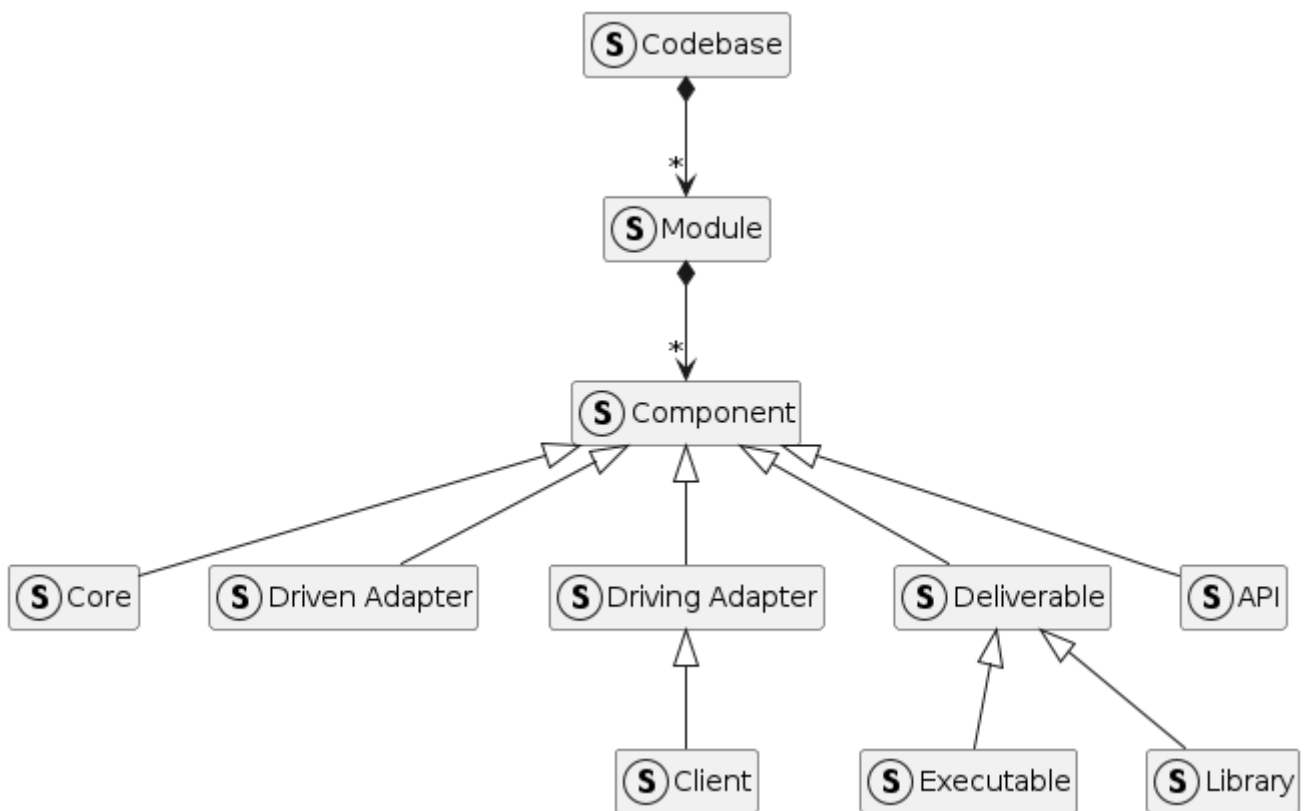 S Codebase
*
S Module
*
S Component
S Core S Driven Adapter S Driving Adapter S Deliverable S API
S Client S Executable S Library